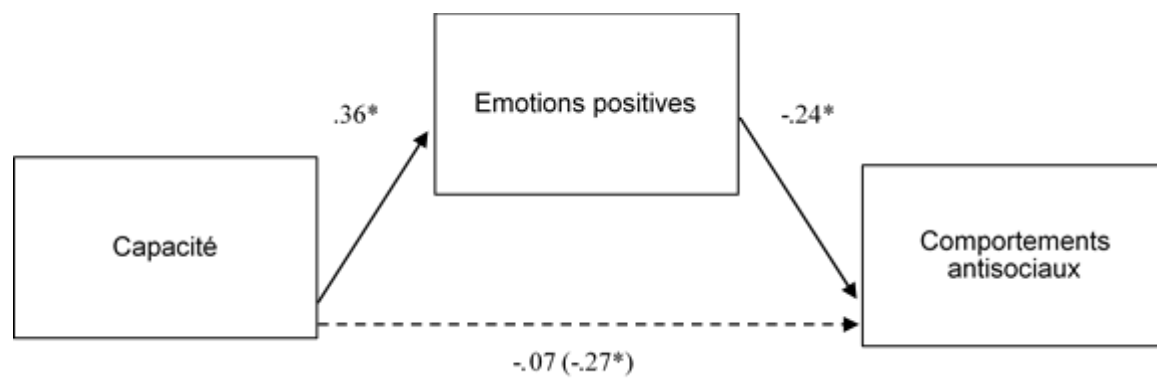 Emotions positives
.36*
-.24*
Capacité
Comportements
antisociaux
-.07 (-.27*)